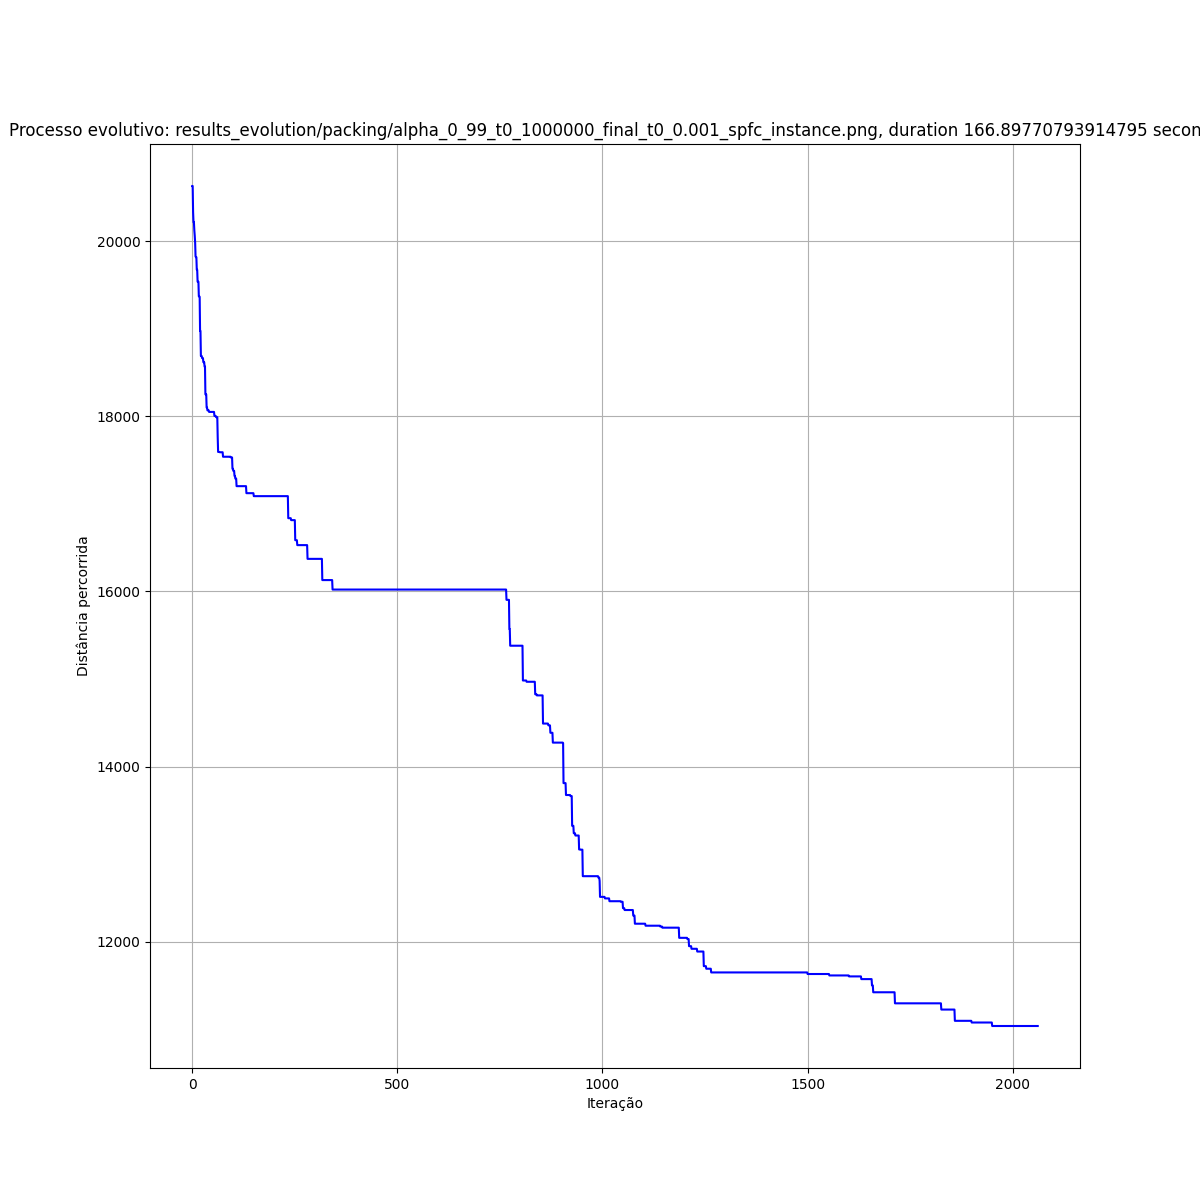 Processo evolutivo: results_evolution/packing/alpha_0_99_t0_1000000_final_t0_0.001_spfc_instance.png, duration 166.89770793914795 secon
20000
18000
16000
14000
12000
Distância percorrida
0 500 1000 1500 2000
Iteração